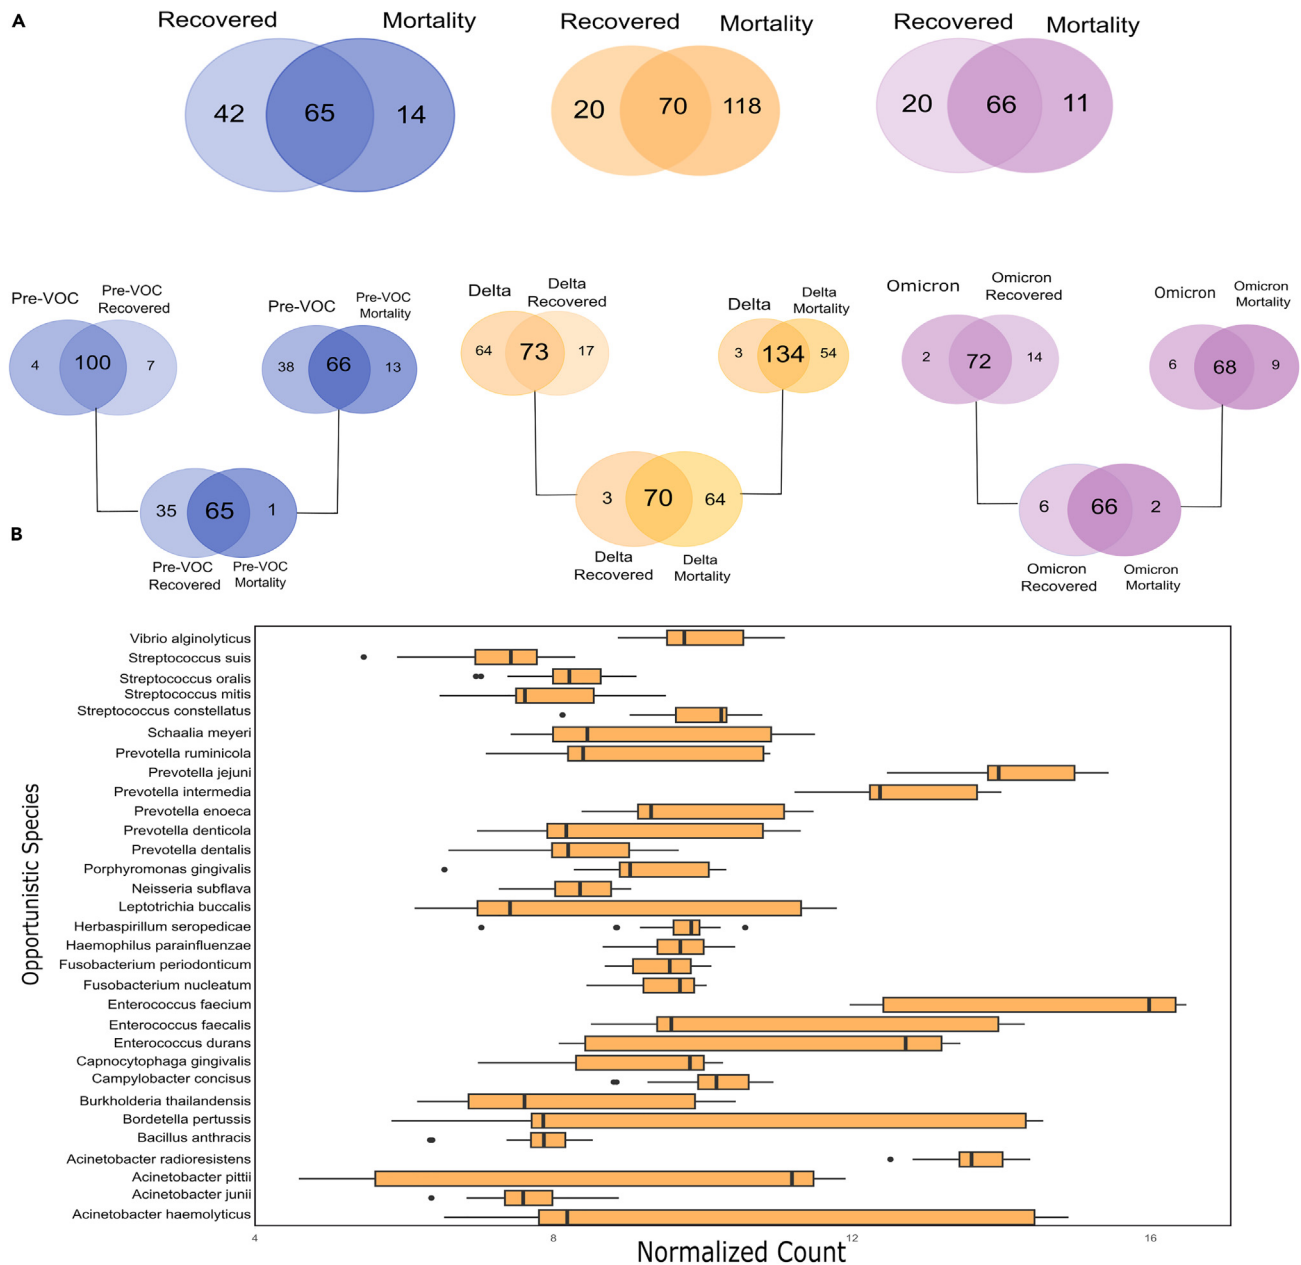 A
Recovered Mortality
42 65 14
Recovered Mortality
20 70 118
Recovered Mortality
20 66 11
Pre-VOC
Pre-VOC
Recovered
4 100 7
Pre-VOC
Pre-VOC
Mortality
38 66 13
35 65 1
Pre-VOC
Recovered
Pre-VOC
Mortality
Delta
Delta
Recovered
64 73 17
Delta
Delta
Mortality
3 134 54
3 70 64
Delta
Recovered
Delta
Mortality
Omicron
Omicron
Recovered
2 72 14
Omicron
Omicron
Mortality
6 68 9
6 66 2
Omicron
Recovered
Omicron
Mortality
B
Opportunistic Species
Vibrio alginolyticus
Streptococcus suis
Streptococcus oralis
Streptococcus mitis
Streptococcus constellatus
Schaalia meyeri
Prevotella ruminicola
Prevotella jejuni
Prevotella intermedia
Prevotella enoeca
Prevotella denticola
Prevotella dentalis
Porphyromonas gingivalis
Neisseria subflava
Leptotrichia buccalis
Herbaspirillum seropedicae
Haemophilus parainfluenzae
Fusobacterium periodonticum
Fusobacterium nucleatum
Enterococcus faecium
Enterococcus faecalis
Enterococcus durans
Capnocytophaga gingivalis
Campylobacter concisus
Burkholderia thailandensis
Bordetella pertussis
Bacillus anthracis
Acinetobacter radioresistens
Acinetobacter pittii
Acinetobacter junii
Acinetobacter haemolyticus
4 8 12 16
Normalized Count